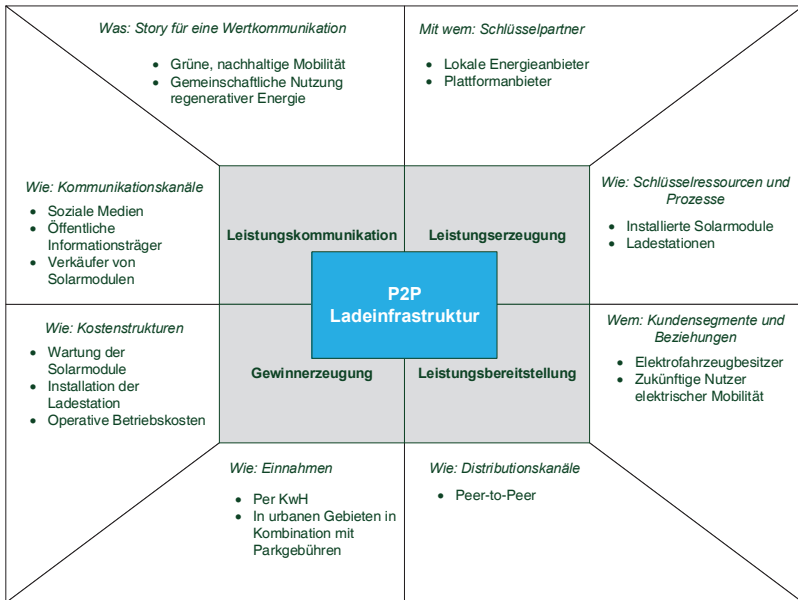 Was: Story für eine Wertkommunikation
• Grüne, nachhaltige Mobilität
• Gemeinschaftliche Nutzung
regenerativer Energie
Mit wem: Schlüsselpartner
• Lokale Energieanbieter
• Plattformanbieter
Wie: Kommunikationskanäle
• Soziale Medien
• Öffentliche
Informationsträger
• Verkäufer von
Solarmodulen
Leistungskommunikation
Leistungserzeugung
Wie: Schlüsselressourcen und
Prozesse
• Installierte Solarmodule
• Ladestationen
P2P
Ladeinfrastruktur
Wie: Kostenstrukturen
• Wartung der
Solarmodule
• Installation der
Ladestation
• Operative Betriebskosten
Gewinnerzeugung
Leistungsbereitstellung
Wem: Kundensegmente und
Beziehungen
• Elektrofahrzeugbesitzer
• Zukünftige Nutzer
elektrischer Mobilität
Wie: Einnahmen
• Per KwH
• In urbanen Gebieten in
Kombination mit
Parkgebühren
Wie: Distributionskanäle
• Peer-to-Peer